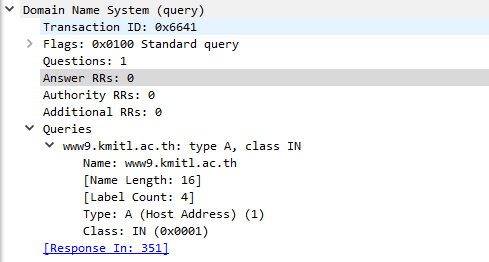 Domain Name System (query)
Transaction ID: 0x6641
Flags: 0x0100 Standard query
Questions: 1
Answer RRs: 0
Authority RRs: 0
Additional RRs: 0
Queries
www9.kmitl.ac.th: type A, class IN
Name: www9.kmitl.ac.th
[Name Length: 16]
[Label Count: 4]
Type: A (Host Address) (1)
Class: IN (0x0001)
[Response In: 351]